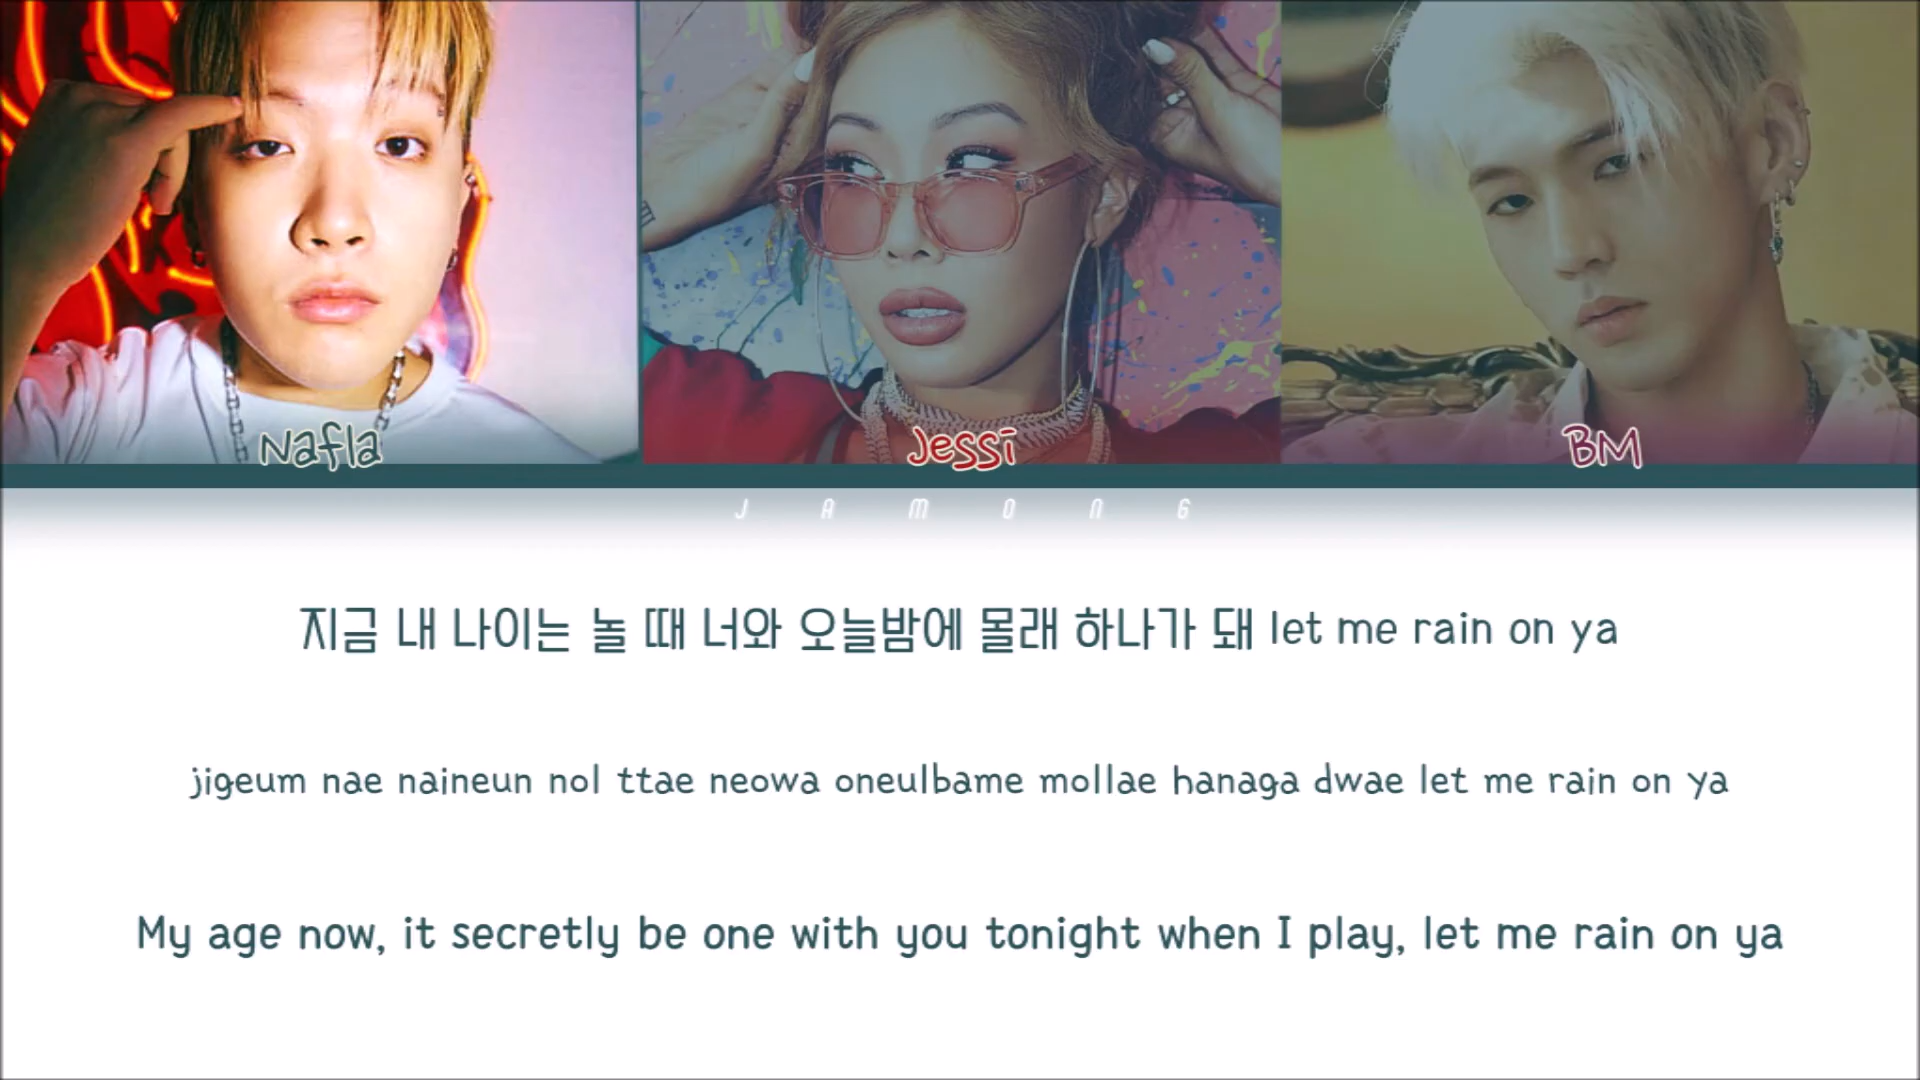 Nafla Jessi BM
JAMONG
지금 내 나이는 놀 때 너와 오늘밤에 몰래 하나가 돼 let me rain on ya
jigeum nae naineun nol ttae neowa oneulbame mollae hanaga dwae let me rain on ya
My age now, it secretly be one with you tonight when I play, let me rain on ya